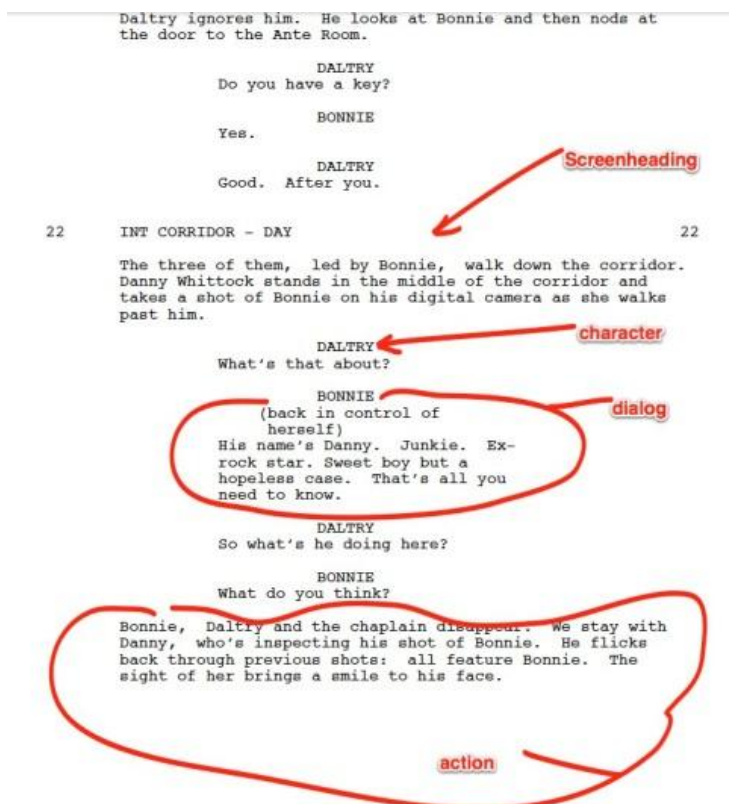 Daltry ignores him.  He looks at Bonnie and then nods at
the door to the Ante Room.
DALTRY
Do you have a key?
BONNIE
Yes.
DALTRY
Good.  After you.
Screenheading
22 INT CORRIDOR - DAY 22
The three of them,  led by Bonnie,  walk down the corridor.
Danny Whittock stands in the middle of the corridor and
takes a shot of Bonnie on his digital camera as she walks
past him.
character
DALTRY
What's that about?
BONNIE
dialog
(back in control of
herself)
His name's Danny.  Junkie.  Ex-
rock star. Sweet boy but a
hopeless case.  That's all you
need to know.
DALTRY
So what's he doing here?
BONNIE
What do you think?
Bonnie,  Daltry and the chaplain disappear.  We stay with
Danny,  who's inspecting his shot of Bonnie.  He flicks
back through previous shots:  all feature Bonnie.  The
sight of her brings a smile to his face.
action